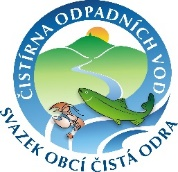 ČISTÍRNA ODPADNÍCH VOD
SVAZEK OBCÍ ČISTÁ ODRA